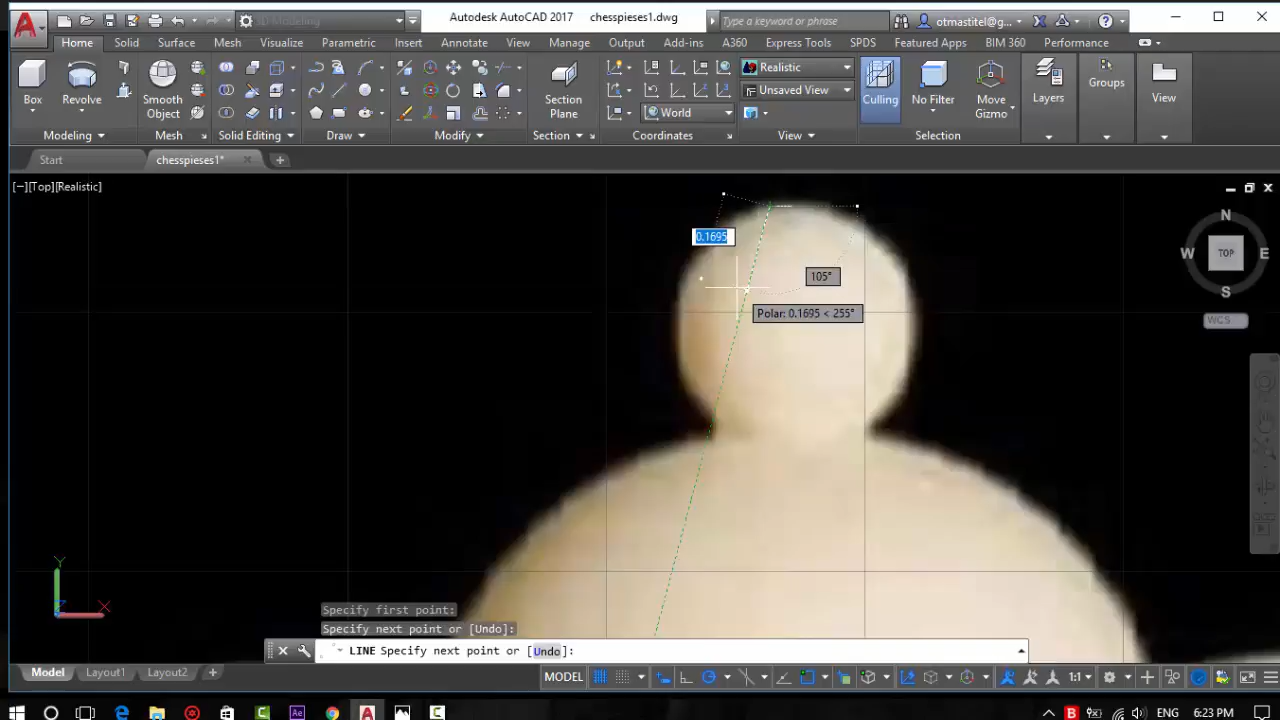 Autodesk AutoCAD 2017 chesspieses1.dwg
3D Modeling
Type a keyword or phrase
otmastitel@g...
Home Solid Surface Mesh Visualize Parametric Insert Annotate View Manage Output Add-ins A360 Express Tools SPDS Featured Apps BIM 360 Performance
Box
Revolve
Smooth Object
Section Plane
World
Realistic
Unsaved View
Culling
No Filter
Move Gizmo
Layers
Groups
View
Modeling Mesh Solid Editing Draw Modify Section Coordinates View Selection
Start chesspieses1*
[−][Top][Realistic]
N
W TOP E
S
WCS
0.1695
105°
Polar: 0.1695 < 255°
Y
X
Z
Specify first point:
Specify next point or [Undo]:
LINE Specify next point or [Undo]:
Model Layout1 Layout2
MODEL
1:1
ENG 6:23 PM